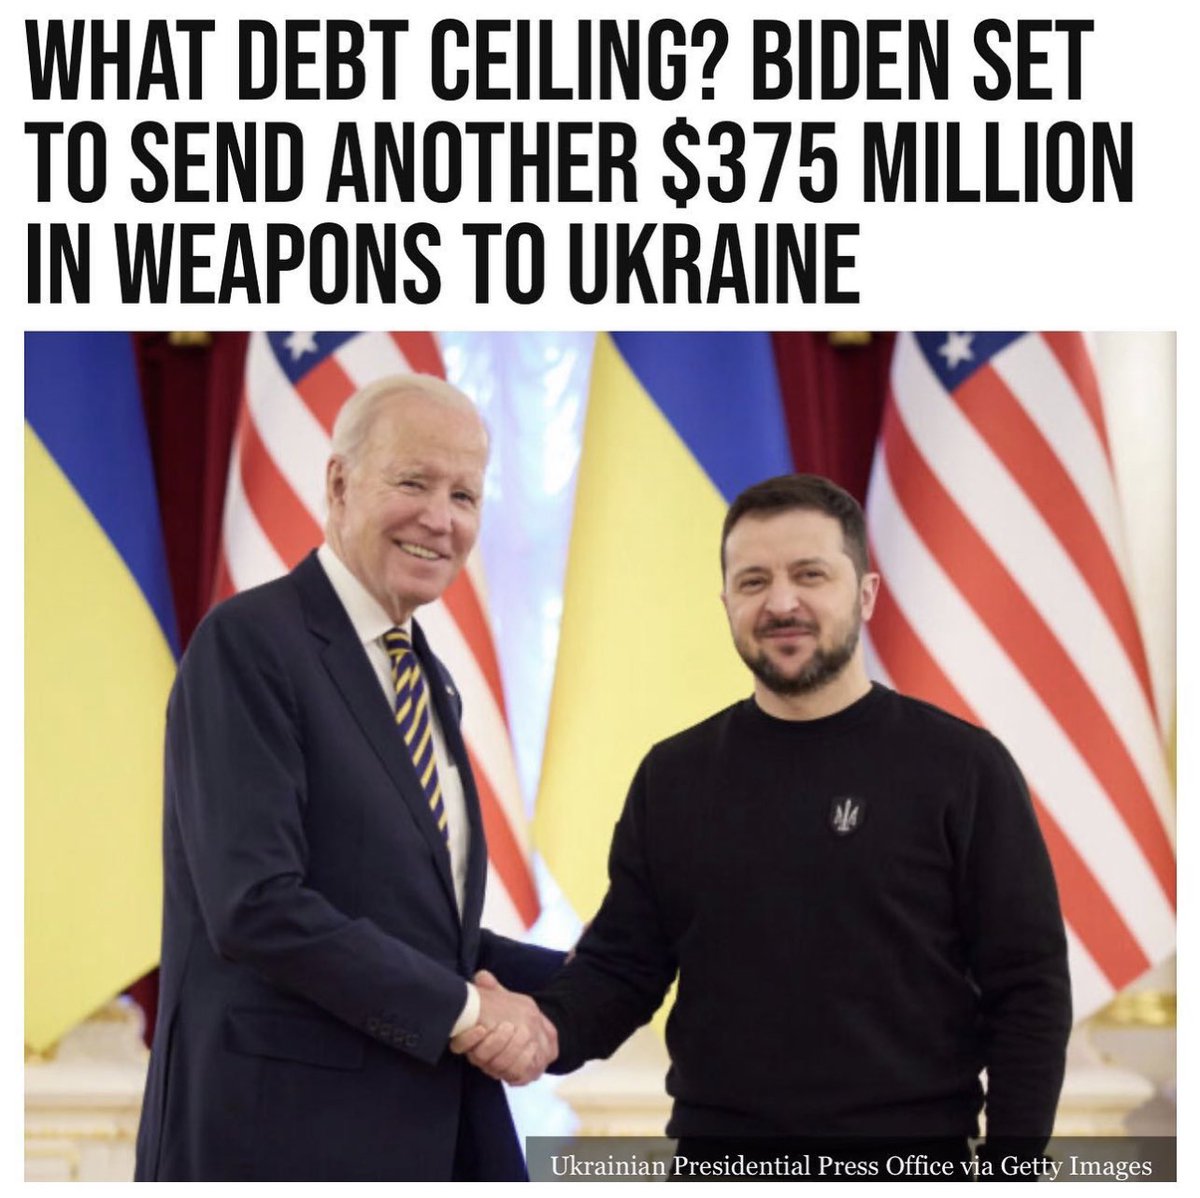 WHAT DEBT CEILING? BIDEN SET
TO SEND ANOTHER $375 MILLION
IN WEAPONS TO UKRAINE
Ukrainian Presidential Press Office via Getty Images